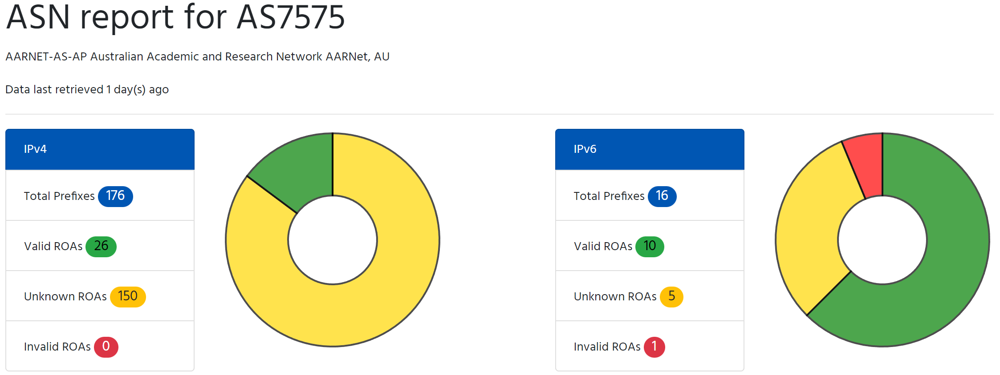 ASN report for AS7575
AARNET-AS-AP Australian Academic and Research Network AARNet, AU
Data last retrieved 1 day(s) ago
IPv4
Total Prefixes 176
Valid ROAs 26
Unknown ROAs 150
Invalid ROAs 0
IPv6
Total Prefixes 16
Valid ROAs 10
Unknown ROAs 5
Invalid ROAs 1